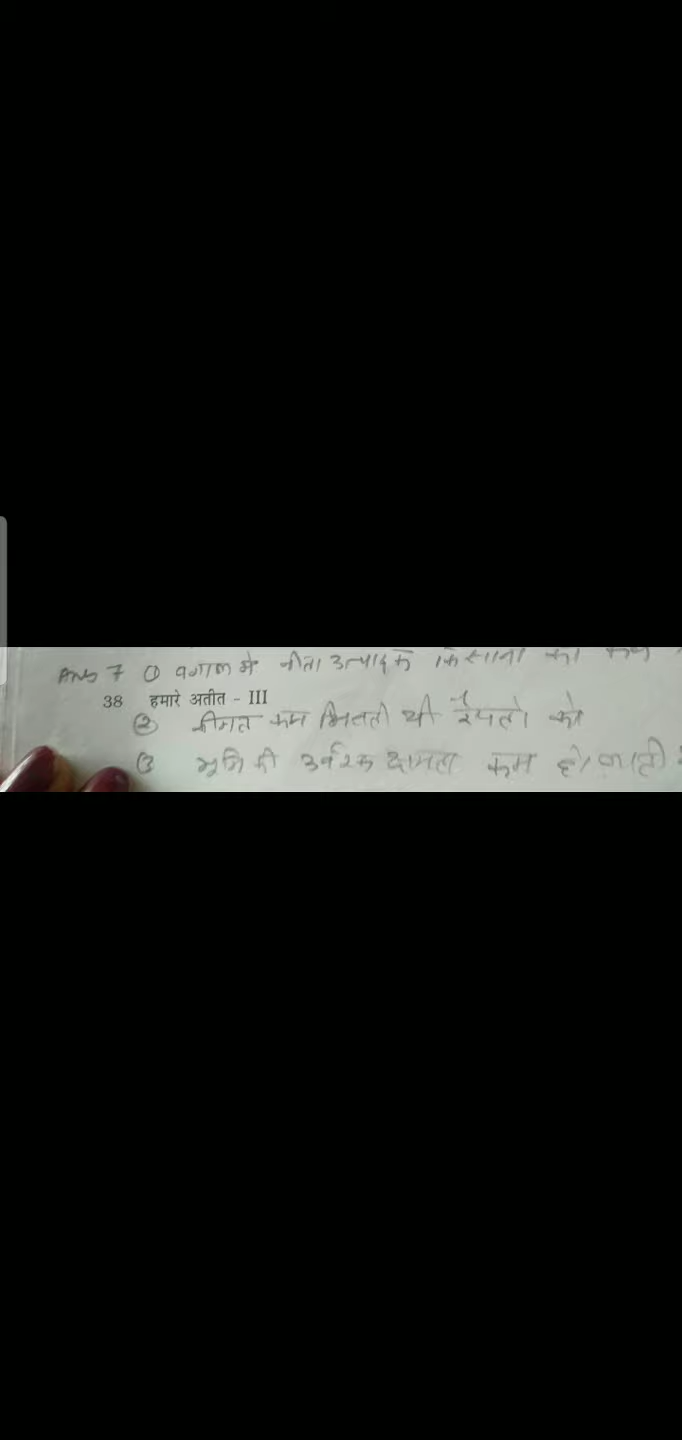 Ans 7 ① बंगाल मे नील उत्पादक किसानो को
38 हमारे अतीत - III
② कीमत कम मिलती थी रैयतो को
③ भूमि की उर्वरक क्षमता कम हो जाती